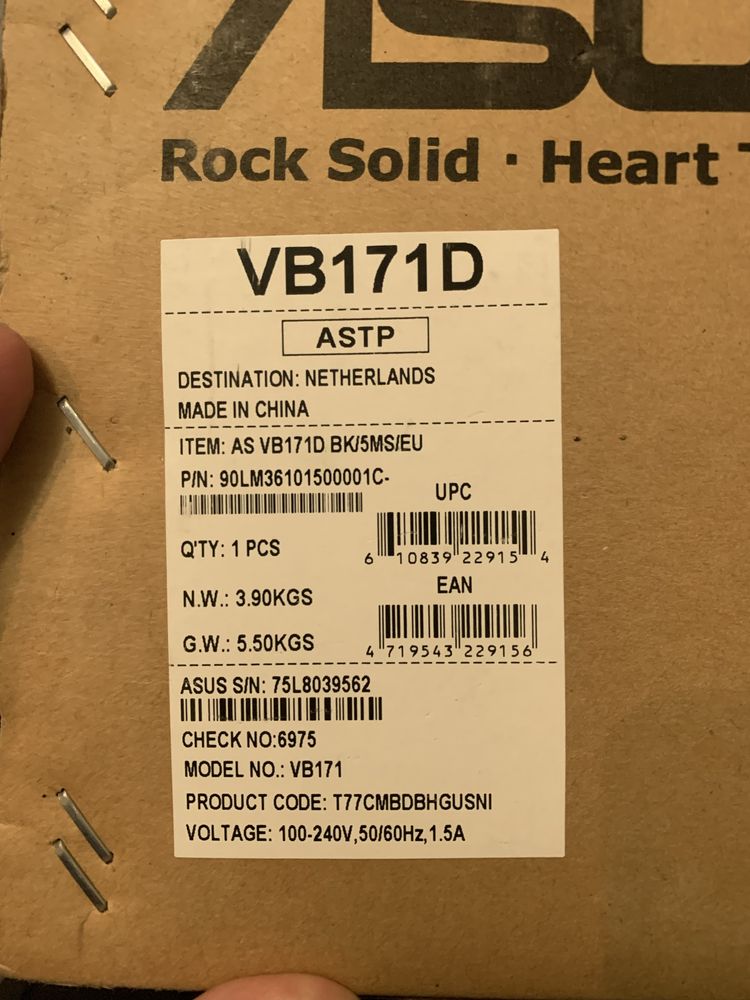 ASU
Rock Solid · Heart T
VB171D
ASTP
DESTINATION: NETHERLANDS
MADE IN CHINA
ITEM: AS VB171D BK/5MS/EU
P/N: 90LM36101500001C-
UPC
6 10839 22915 4
Q'TY: 1 PCS
EAN
N.W.: 3.90KGS
4 719543 229156
G.W.: 5.50KGS
ASUS S/N: 75L8039562
CHECK NO:6975
MODEL NO.: VB171
PRODUCT CODE: T77CMBDBHGUSNI
VOLTAGE: 100-240V,50/60Hz,1.5A